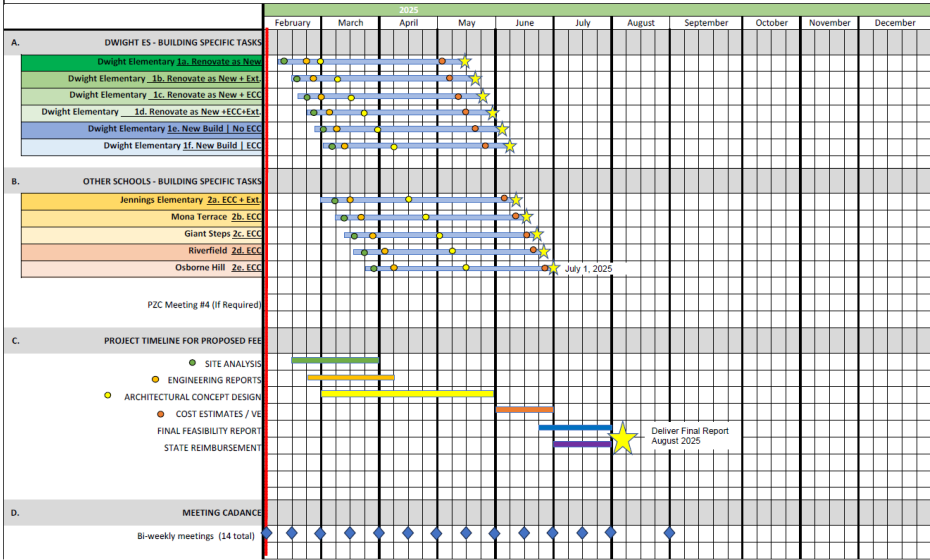 2025
February March April May June July August September October November December
A. DWIGHT ES - BUILDING SPECIFIC TASKS
Dwight Elementary 1a. Renovate as New
Dwight Elementary 1b. Renovate as New + Ext.
Dwight Elementary 1c. Renovate as New + ECC
Dwight Elementary 1d. Renovate as New +ECC+Ext.
Dwight Elementary 1e. New Build | No ECC
Dwight Elementary 1f. New Build | ECC
B. OTHER SCHOOLS - BUILDING SPECIFIC TASKS
Jennings Elementary 2a. ECC + Ext.
Mona Terrace 2b. ECC
Giant Steps 2c. ECC
Riverfield 2d. ECC
Osborne Hill 2e. ECC July 1, 2025
PZC Meeting #4 (If Required)
C. PROJECT TIMELINE FOR PROPOSED FEE
SITE ANALYSIS
ENGINEERING REPORTS
ARCHITECTURAL CONCEPT DESIGN
COST ESTIMATES / VE
FINAL FEASIBILITY REPORT Deliver Final Report
August 2025
STATE REIMBURSEMENT
D. MEETING CADANCE
Bi-weekly meetings (14 total)